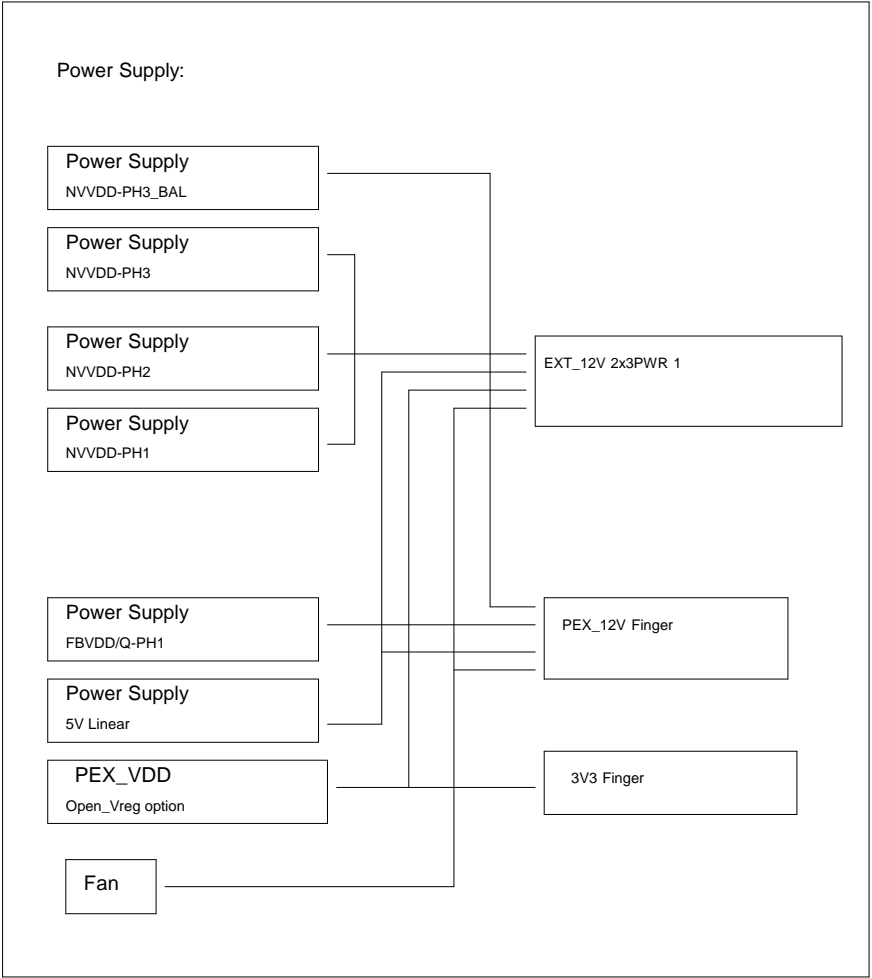 Power Supply:
Power Supply
NVVDD-PH3_BAL
Power Supply
NVVDD-PH3
Power Supply
NVVDD-PH2
Power Supply
NVVDD-PH1
EXT_12V 2x3PWR 1
Power Supply
FBVDD/Q-PH1
PEX_12V Finger
Power Supply
5V Linear
PEX_VDD
Open_Vreg option
3V3 Finger
Fan